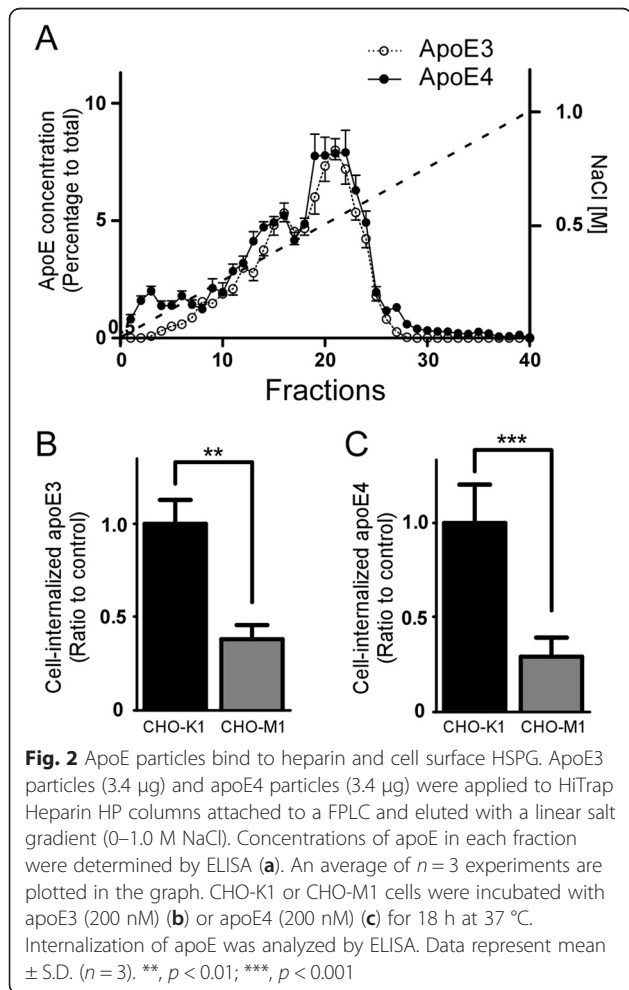 A
ApoE3
ApoE4
ApoE concentration
(Percentage to total)
10
5
0
0.5
1.0
0.5
NaCl [M]
0 10 20 30 40
Fractions
B
**
Cell-internalized apoE3
(Ratio to control)
1.0
0.5
0
CHO-K1 CHO-M1
C
***
Cell-internalized apoE4
(Ratio to control)
1.0
0.5
0
CHO-K1 CHO-M1
Fig. 2 ApoE particles bind to heparin and cell surface HSPG. ApoE3
particles (3.4 µg) and apoE4 particles (3.4 µg) were applied to HiTrap
Heparin HP columns attached to a FPLC and eluted with a linear salt
gradient (0–1.0 M NaCl). Concentrations of apoE in each fraction
were determined by ELISA (a). An average of n = 3 experiments are
plotted in the graph. CHO-K1 or CHO-M1 cells were incubated with
apoE3 (200 nM) (b) or apoE4 (200 nM) (c) for 18 h at 37 °C.
Internalization of apoE was analyzed by ELISA. Data represent mean
± S.D. (n = 3). **, p < 0.01; ***, p < 0.001